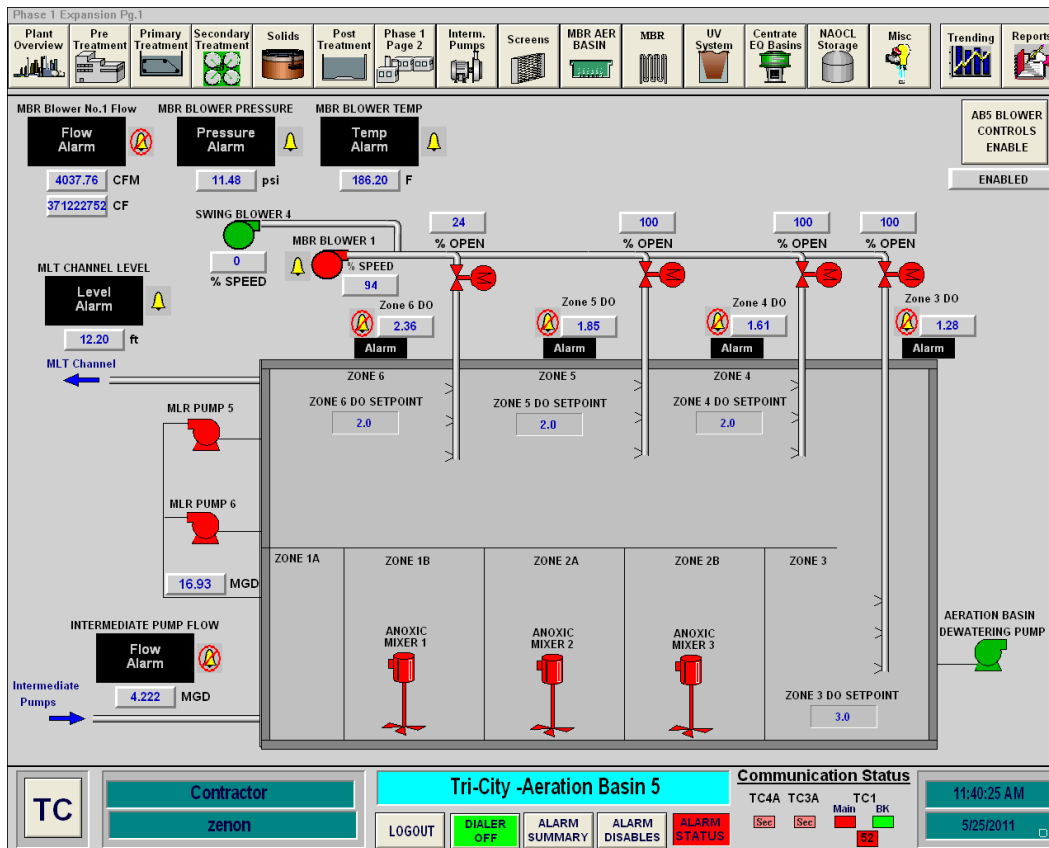 Phase 1 Expansion Pg.1
Plant Overview
Pre Treatment
Primary Treatment
Secondary Treatment
Solids
Post Treatment
Phase 1 Page 2
Interm. Pumps
Screens
MBR AER BASIN
MBR
UV System
Centrate EQ Basins
NAOCL Storage
Misc
Trending
Reports
MBR Blower No.1 Flow
MBR BLOWER PRESSURE
MBR BLOWER TEMP
Flow Alarm
Pressure Alarm
Temp Alarm
4037.76 CFM
11.48 psi
186.20 F
371222752 CF
AB5 BLOWER CONTROLS ENABLE
ENABLED
SWING BLOWER 4
0
% SPEED
MBR BLOWER 1
% SPEED
94
24
% OPEN
100
% OPEN
100
% OPEN
100
% OPEN
MLT CHANNEL LEVEL
Level Alarm
12.20 ft
MLT Channel
Zone 6 DO
2.36
Alarm
Zone 5 DO
1.85
Alarm
Zone 4 DO
1.61
Alarm
Zone 3 DO
1.28
Alarm
ZONE 6
ZONE 5
ZONE 4
ZONE 6 DO SETPOINT
2.0
ZONE 5 DO SETPOINT
2.0
ZONE 4 DO SETPOINT
2.0
MLR PUMP 5
MLR PUMP 6
16.93 MGD
ZONE 1A
ZONE 1B
ZONE 2A
ZONE 2B
ZONE 3
INTERMEDIATE PUMP FLOW
Flow Alarm
4.222 MGD
Intermediate Pumps
ANOXIC MIXER 1
ANOXIC MIXER 2
ANOXIC MIXER 3
ZONE 3 DO SETPOINT
3.0
AERATION BASIN DEWATERING PUMP
TC
Contractor
zenon
Tri-City -Aeration Basin 5
LOGOUT
DIALER OFF
ALARM SUMMARY
ALARM DISABLES
ALARM STATUS
Communication Status
TC4A TC3A TC1
Main BK
Sec Sec
52
11:40:25 AM
5/25/2011